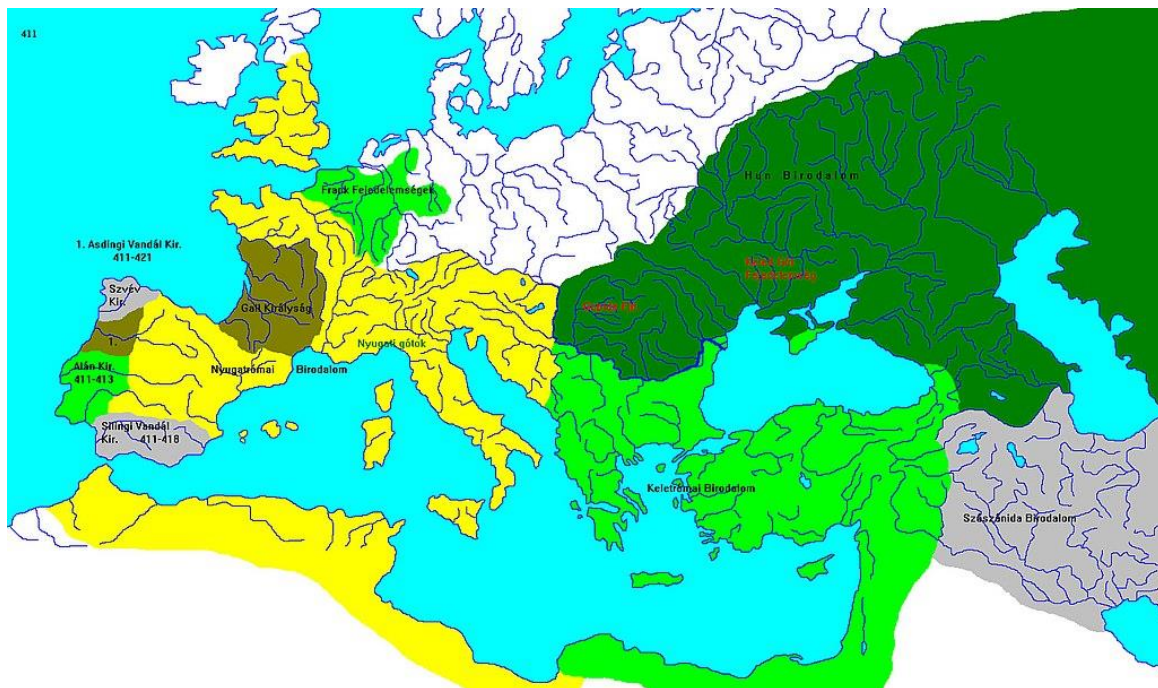 411
Hun Birodalom
Frank Fejedelemségek
1. Asdingi Vandál Kir.
411-421
Szvév
Kir.
Gall Királyság
1.
Nyugati gótok
Alán Kir.
411-413
Nyugatrómai Birodalom
Silingi Vandál
Kir. 411-418
Keletrómai Birodalom
Szászánida Birodalom